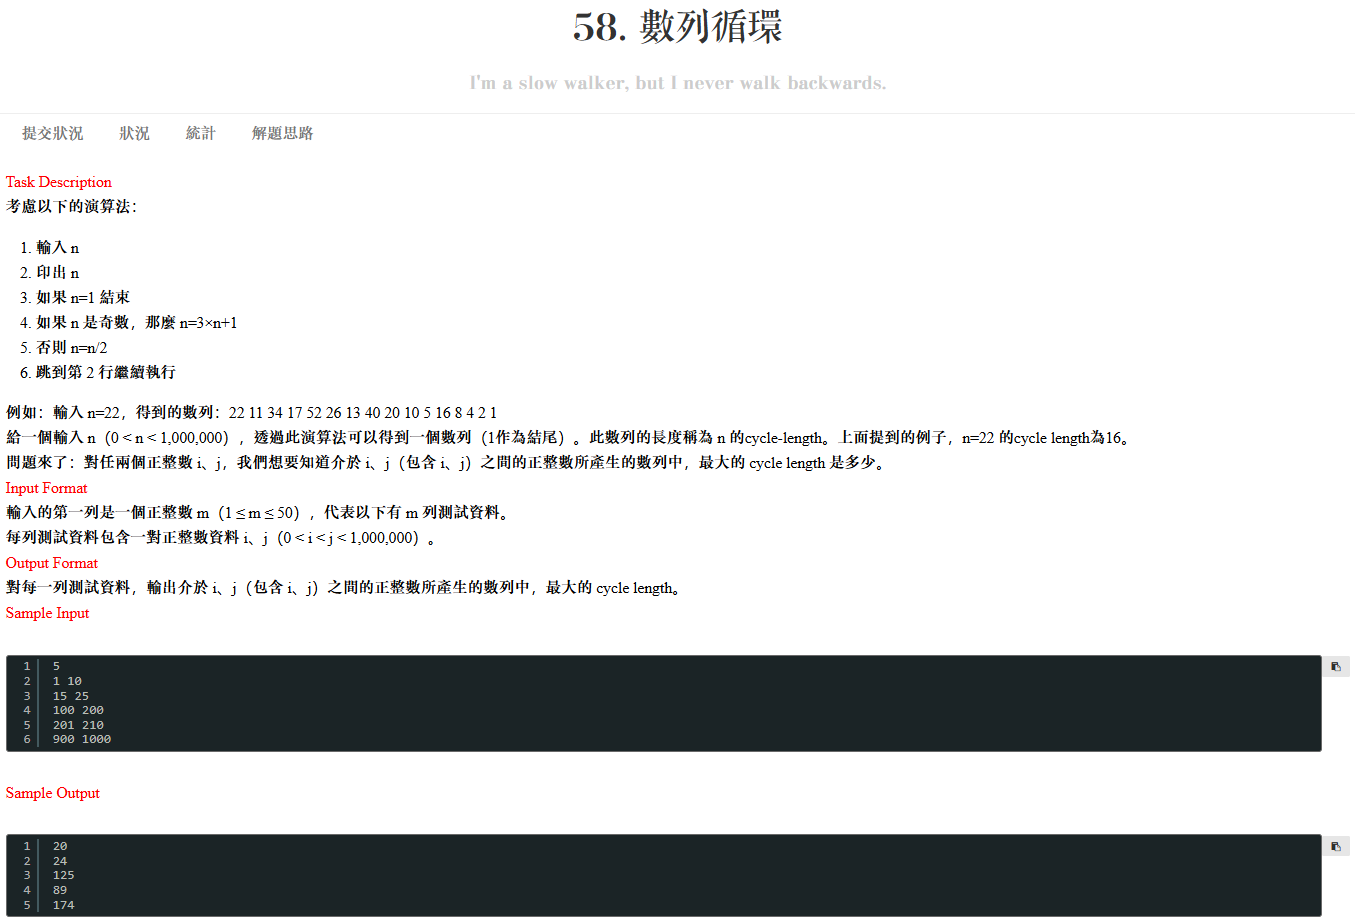 58. 數列循環
I'm a slow walker, but I never walk backwards.
提交狀況 狀況 統計 解題思路
Task Description
考慮以下的演算法：
1. 輸入 n
2. 印出 n
3. 如果 n=1 結束
4. 如果 n 是奇數，那麼 n=3×n+1
5. 否則 n=n/2
6. 跳到第 2 行繼續執行
例如：輸入 n=22，得到的數列：22 11 34 17 52 26 13 40 20 10 5 16 8 4 2 1
給一個輸入 n（0 < n < 1,000,000），透過此演算法可以得到一個數列（1作為結尾）。此數列的長度稱為 n 的cycle-length。上面提到的例子，n=22 的cycle length為16。
問題來了：對任兩個正整數 i、j，我們想要知道介於 i、j（包含 i、j）之間的正整數所產生的數列中，最大的 cycle length 是多少。
Input Format
輸入的第一列是一個正整數 m（1 ≤ m ≤ 50），代表以下有 m 列測試資料。
每列測試資料包含一對正整數資料 i、j（0 < i < j < 1,000,000）。
Output Format
對每一列測試資料，輸出介於 i、j（包含 i、j）之間的正整數所產生的數列中，最大的 cycle length。
Sample Input
1 5
2 1 10
3 15 25
4 100 200
5 201 210
6 900 1000
Sample Output
1 20
2 24
3 125
4 89
5 174